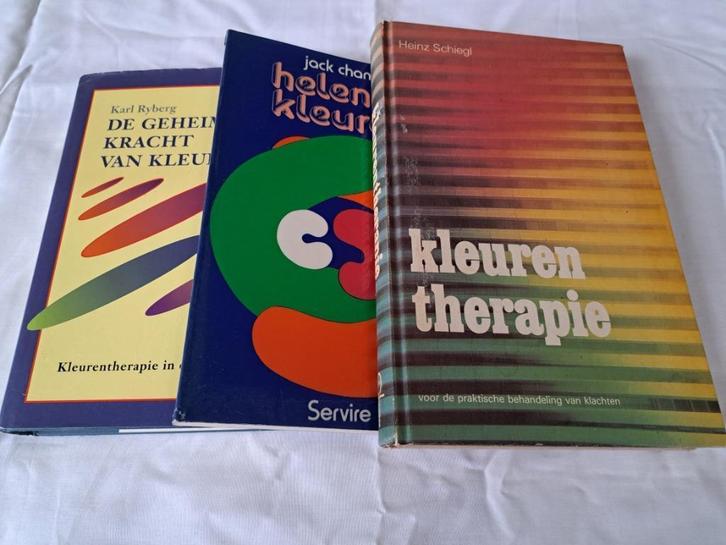 Karl Ryberg
DE GEHEIM
KRACHT
VAN KLEU
Kleurentherapie in
jack chan
helen
kleure
Servire
Heinz Schiegl
kleuren
therapie
voor de praktische behandeling van klachten